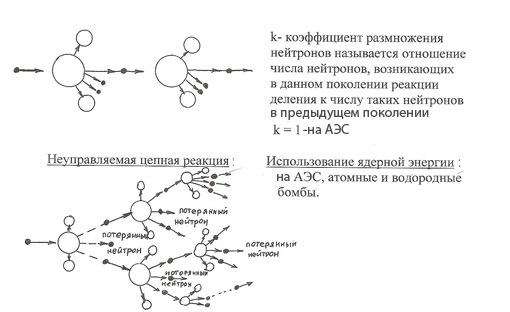 k- коэффициент размножения
нейтронов называется отношение
числа нейтронов, возникающих
в данном поколении реакции
деления к числу таких нейтронов
в предыдущем поколении
k = 1-на АЭС
Неуправляемая цепная реакция:
Использование ядерной энергии:
на АЭС, атомные и водородные
бомбы.
потерянный
нейтрон
потерянный
нейтрон
потерянный
нейтрон
потерянный
нейтрон